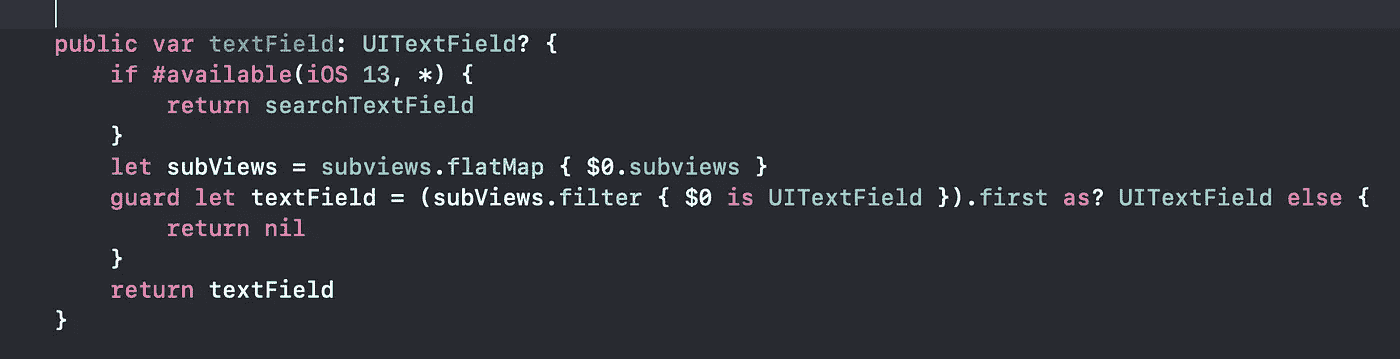 public var textField: UITextField? {
    if #available(iOS 13, *) {
        return searchTextField
    }
    let subViews = subviews.flatMap { $0.subviews }
    guard let textField = (subViews.filter { $0 is UITextField }).first as? UITextField else {
        return nil
    }
    return textField
}